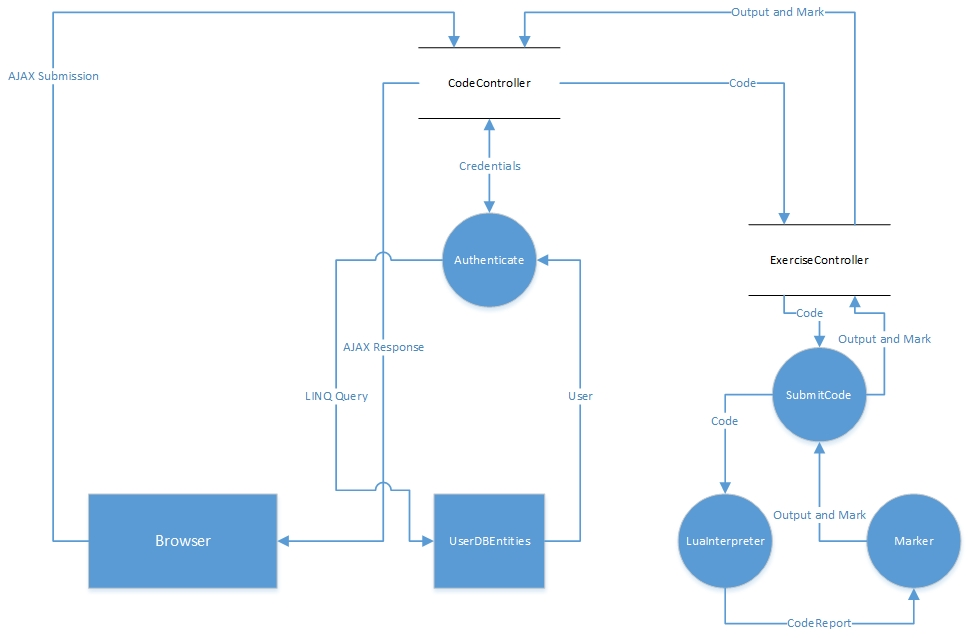 Output and Mark
AJAX Submission
CodeController
Code
Credentials
Authenticate
ExerciseController
Code
Output and Mark
AJAX Response
LINQ Query
User
SubmitCode
Code
Output and Mark
Browser
UserDBEntities
LuaInterpreter
Marker
CodeReport